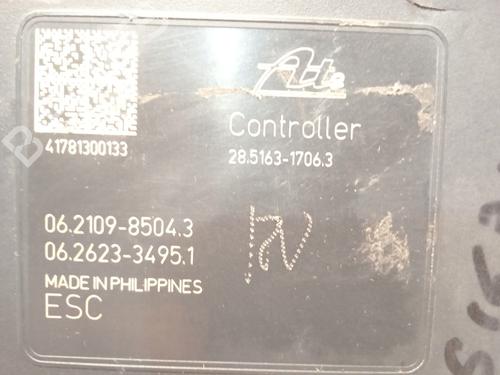 Ate
41781300133
Controller
28.5163-1706.3
06.2109-8504.3
06.2623-3495.1
MADE IN PHILIPPINES
ESC